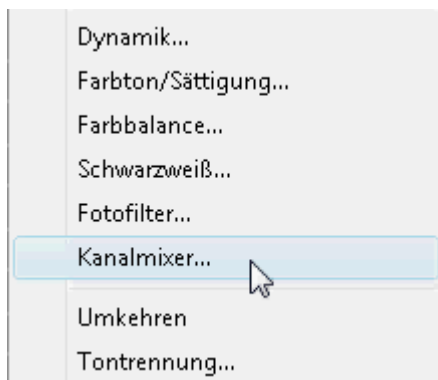 Dynamik...
Farbton/Sättigung...
Farbbalance...
Schwarzweiß...
Fotofilter...
Kanalmixer...
Umkehren
Tontrennung...